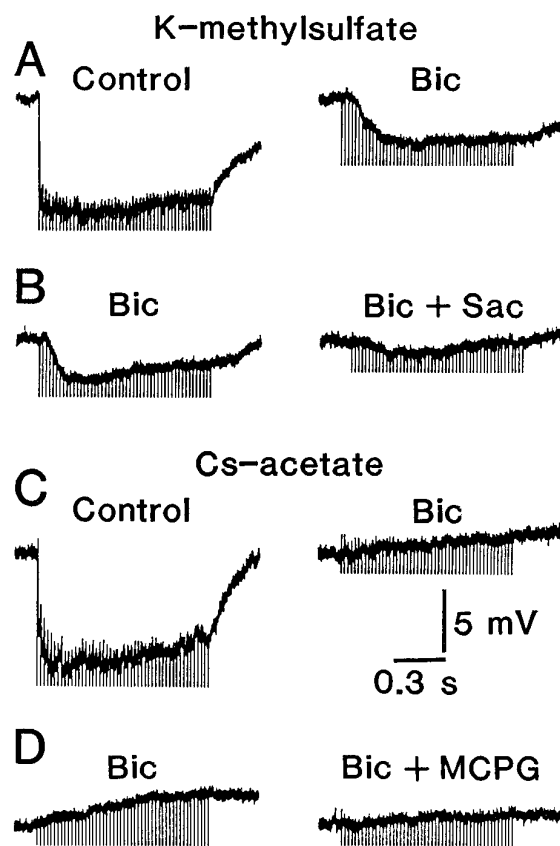 K-methylsulfate
A
Control
Bic
B
Bic
Bic + Sac
Cs-acetate
C
Control
Bic
5 mV
0.3 s
D
Bic
Bic + MCPG